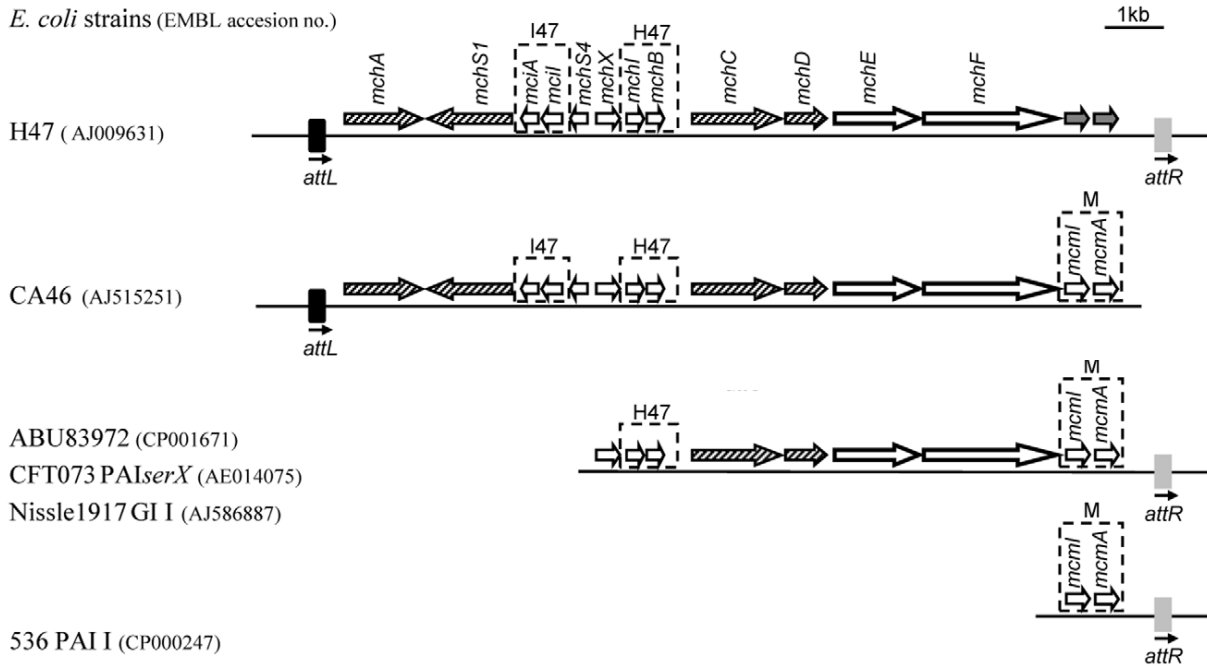 E. coli strains (EMBL accesion no.)
1kb
I47
H47
mchA
mchS1
mciA
mciI
mchS4
mchX
mchI
mchB
mchC
mchD
mchE
mchF
H47 ( AJ009631)
attL
attR
M
I47
H47
mcmI
mcmA
CA46 (AJ515251)
attL
M
H47
mcmI
mcmA
ABU83972 (CP001671)
CFT073 PAIserX (AE014075)
Nissle1917 GI I (AJ586887)
attR
M
mcmI
mcmA
536 PAI I (CP000247)
attR